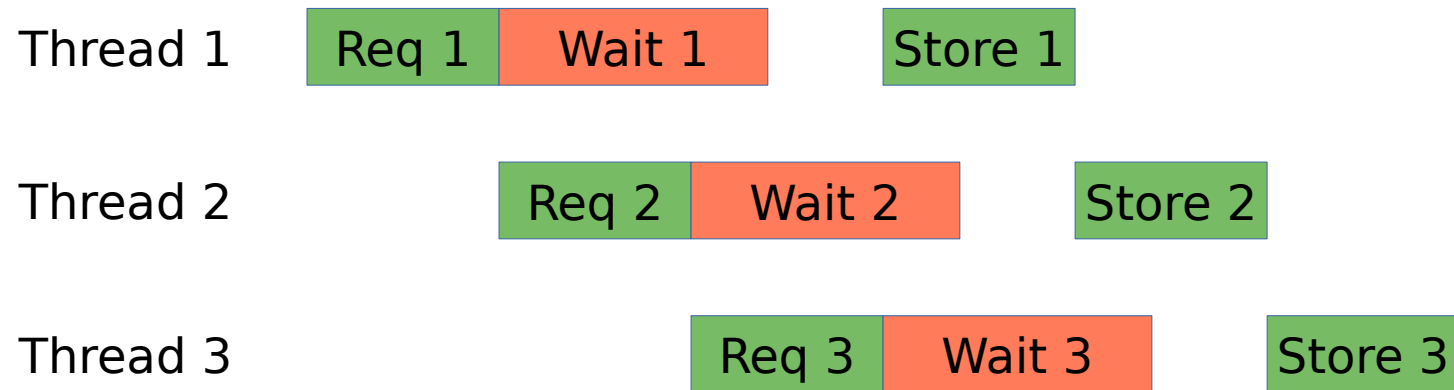 Thread 1 Req 1 Wait 1 Store 1
Thread 2 Req 2 Wait 2 Store 2
Thread 3 Req 3 Wait 3 Store 3